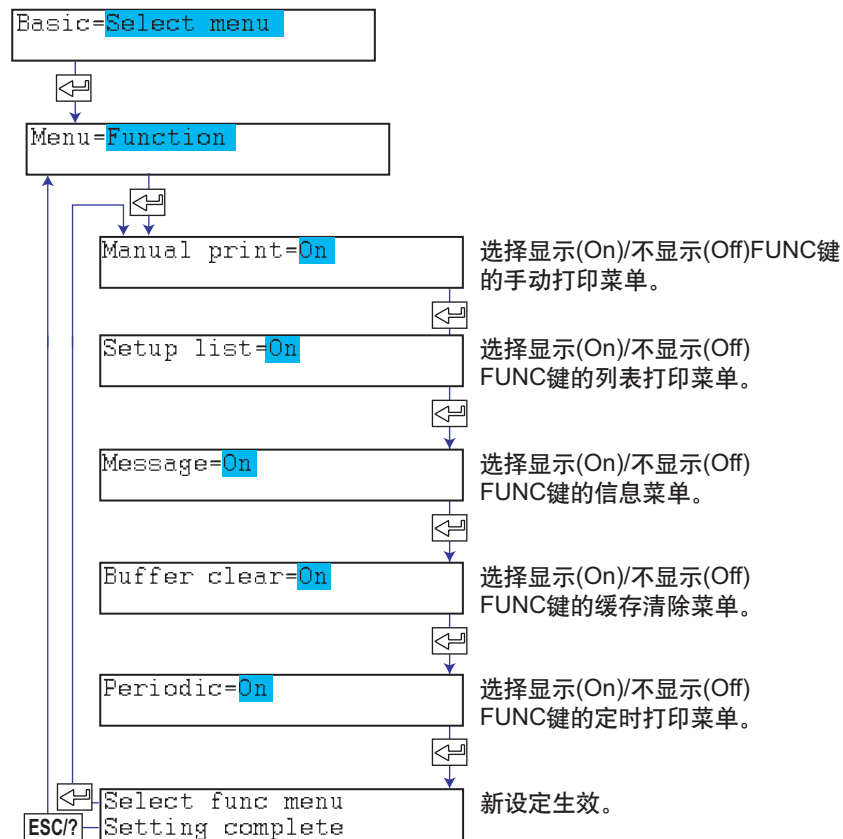 Basic=Select menu
Menu=Function
Manual print=On
选择显示(On)/不显示(Off)FUNC键
的手动打印菜单。
Setup list=On
选择显示(On)/不显示(Off)
FUNC键的列表打印菜单。
Message=On
选择显示(On)/不显示(Off)
FUNC键的信息菜单。
Buffer clear=On
选择显示(On)/不显示(Off)
FUNC键的缓存清除菜单。
Periodic=On
选择显示(On)/不显示(Off)
FUNC键的定时打印菜单。
Select func menu
新设定生效。
ESC/?
Setting complete